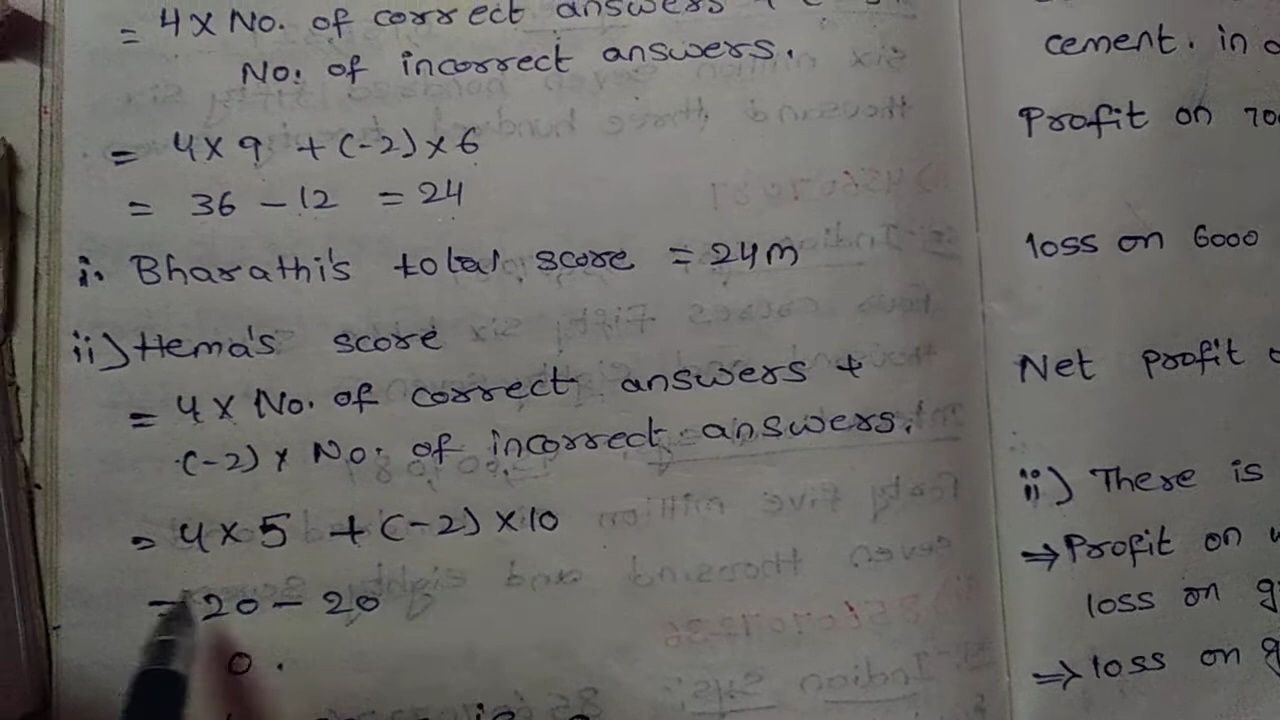 = 4 x No. of correct answers +
No. of incorrect answers.
= 4 x 9 + (-2) x 6
= 36 - 12 = 24
i. Bharathi's total score = 24m
ii) Hema's score
= 4 x No. of correct answers +
(-2) x No. of incorrect answers.
= 4 x 5 + (-2) x 10
= 20 - 20
0.
cement. in
Profit on 70
loss on 6000
Net profit
ii) There is
⇒ Profit on
loss on g
⇒ loss on g